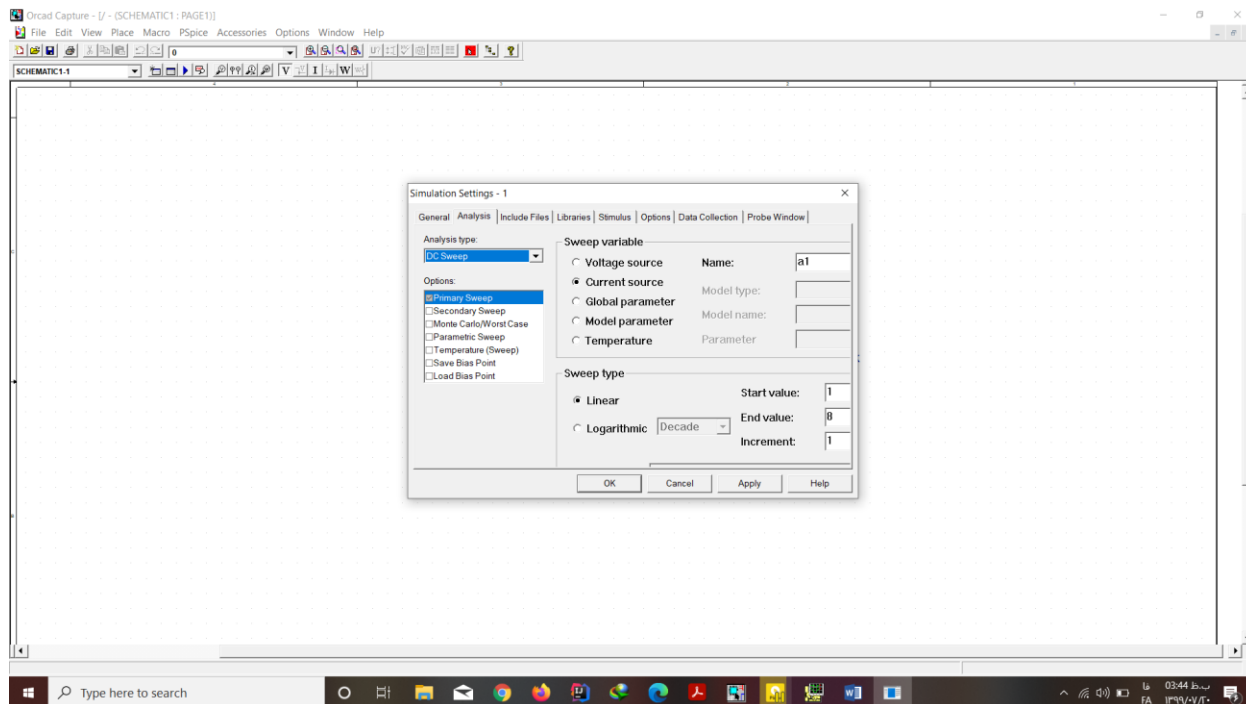 Orcad Capture - [/ - (SCHEMATIC1 : PAGE1)]
File Edit View Place Macro PSpice Accessories Options Window Help
0
U?
SCHEMATIC1-1
V I W
Simulation Settings - 1
General Analysis Include Files Libraries Stimulus Options Data Collection Probe Window
Analysis type:
DC Sweep
Options:
Primary Sweep
Secondary Sweep
Monte Carlo/Worst Case
Parametric Sweep
Temperature (Sweep)
Save Bias Point
Load Bias Point
Sweep variable
Voltage source
Current source
Global parameter
Model parameter
Temperature
Name: a1
Model type:
Model name:
Parameter
Sweep type
Linear
Logarithmic Decade
Start value: 1
End value: 8
Increment: 1
OK Cancel Apply Help
Type here to search
فا
FA
03:44 ب.ظ
۱۳۹۹/۰۷/۲۰